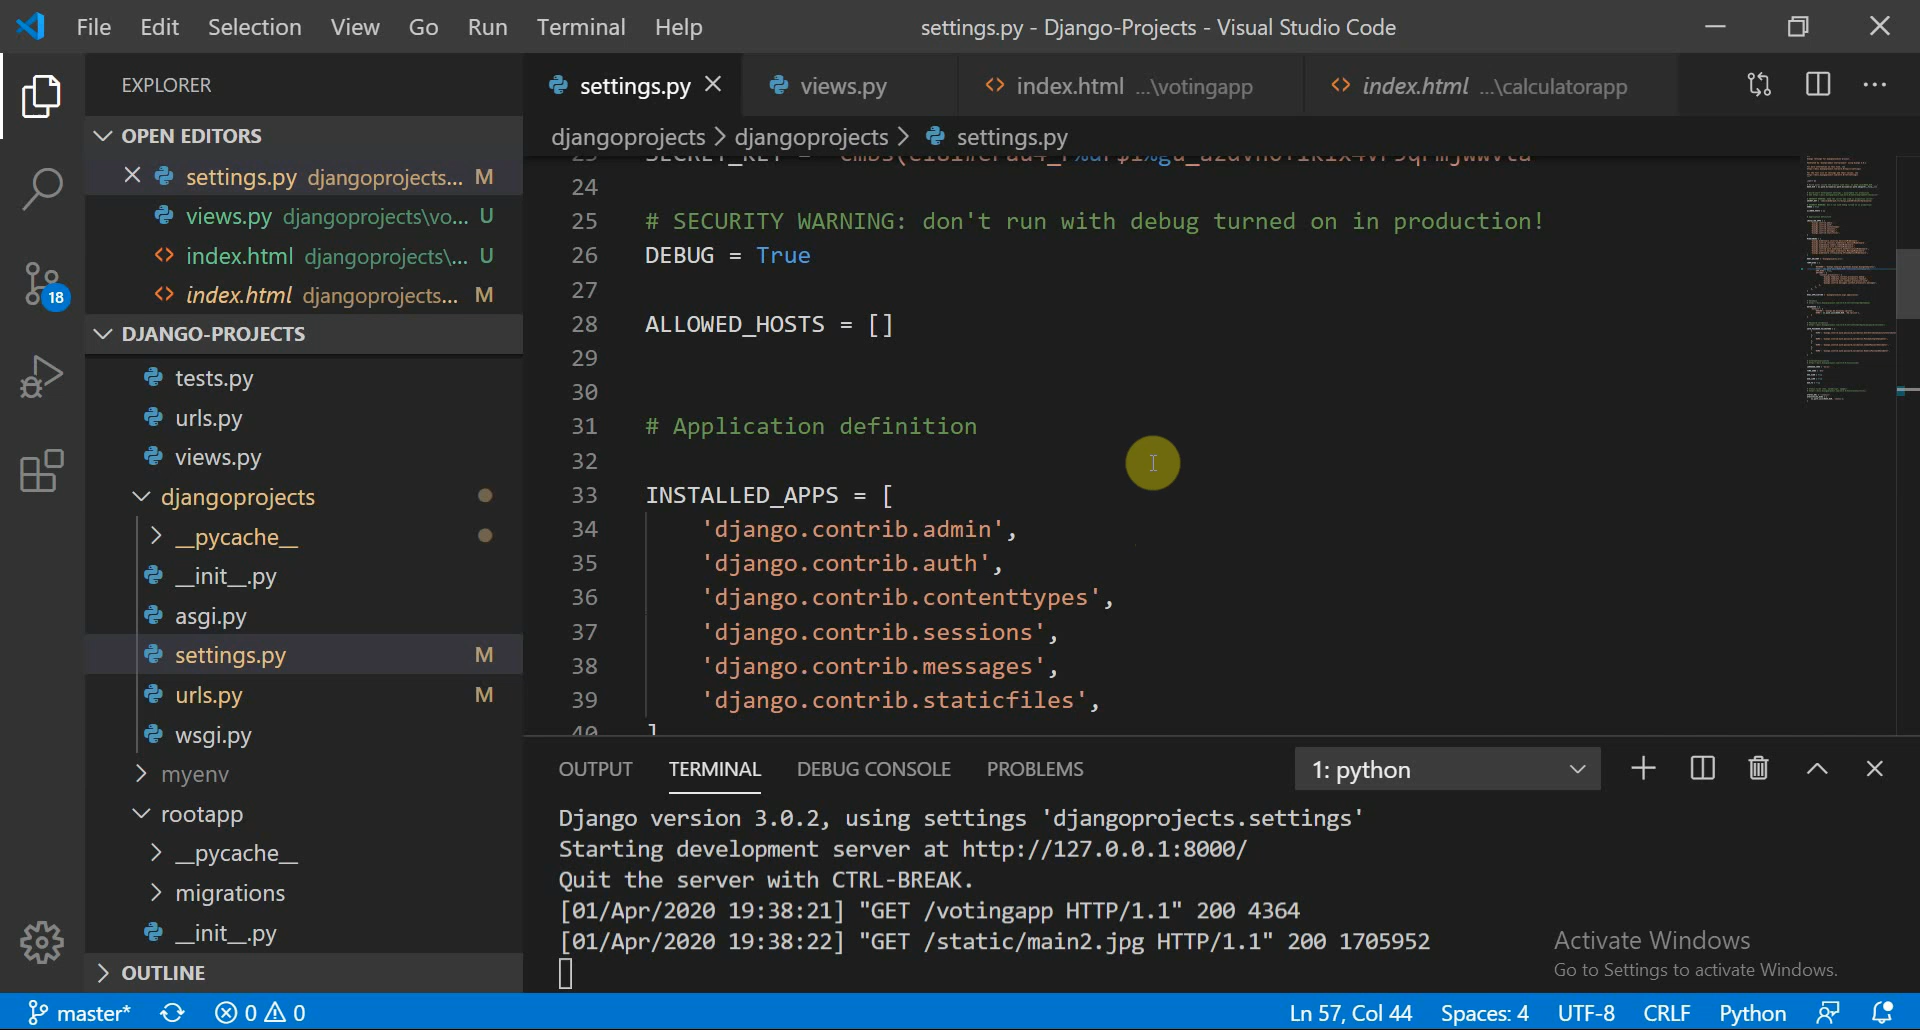 File Edit Selection View Go Run Terminal Help
settings.py - Django-Projects - Visual Studio Code
EXPLORER
OPEN EDITORS
settings.py djangoprojects... M
views.py djangoprojects\vo... U
index.html djangoprojects\... U
index.html djangoprojects... M
DJANGO-PROJECTS
tests.py
urls.py
views.py
djangoprojects
__pycache__
__init__.py
asgi.py
settings.py M
urls.py M
wsgi.py
myenv
rootapp
__pycache__
migrations
__init__.py
OUTLINE
18
settings.py
views.py
index.html ...\votingapp
index.html ...\calculatorapp
djangoprojects > djangoprojects > settings.py
24
25 # SECURITY WARNING: don't run with debug turned on in production!
26 DEBUG = True
27
28 ALLOWED_HOSTS = []
29
30
31 # Application definition
32
33 INSTALLED_APPS = [
34 'django.contrib.admin',
35 'django.contrib.auth',
36 'django.contrib.contenttypes',
37 'django.contrib.sessions',
38 'django.contrib.messages',
39 'django.contrib.staticfiles',
40 ]
OUTPUT TERMINAL DEBUG CONSOLE PROBLEMS
1: python
Django version 3.0.2, using settings 'djangoprojects.settings'
Starting development server at http://127.0.0.1:8000/
Quit the server with CTRL-BREAK.
[01/Apr/2020 19:38:21] "GET /votingapp HTTP/1.1" 200 4364
[01/Apr/2020 19:38:22] "GET /static/main2.jpg HTTP/1.1" 200 1705952
Activate Windows
Go to Settings to activate Windows.
master* 0 0
Ln 57, Col 44 Spaces: 4 UTF-8 CRLF Python